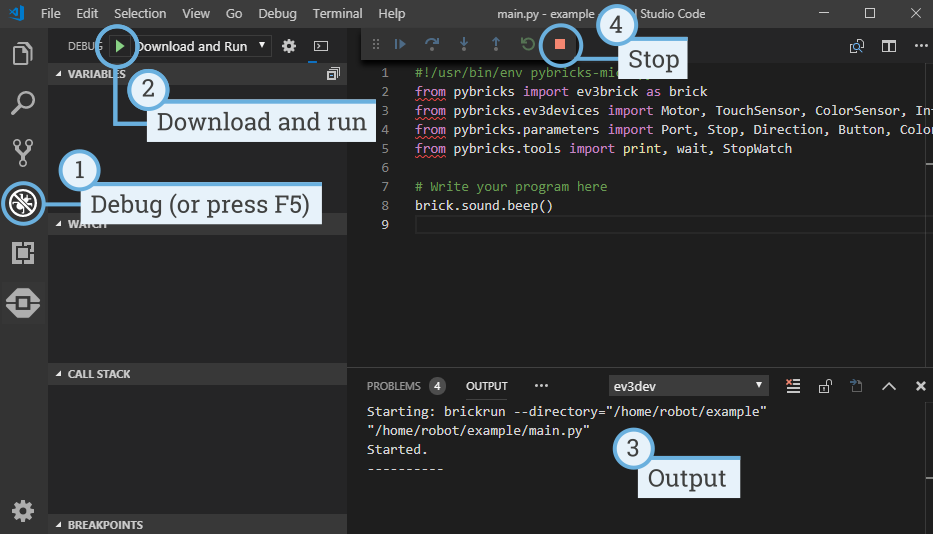 File Edit Selection View Go Debug Terminal Help main.py - example - Studio Code
4
DEBUG Download and Run
Stop
VARIABLES
2
Download and run
1
Debug (or press F5)
WATCH
CALL STACK
BREAKPOINTS
1 #!/usr/bin/env pybricks-mic
2 from pybricks import ev3brick as brick
3 from pybricks.ev3devices import Motor, TouchSensor, ColorSensor, In
4 from pybricks.parameters import Port, Stop, Direction, Button, Colo
5 from pybricks.tools import print, wait, StopWatch
6
7 # Write your program here
8 brick.sound.beep()
9
PROBLEMS 4 OUTPUT ••• ev3dev
Starting: brickrun --directory="/home/robot/example"
"/home/robot/example/main.py"
Started.
----------
3
Output